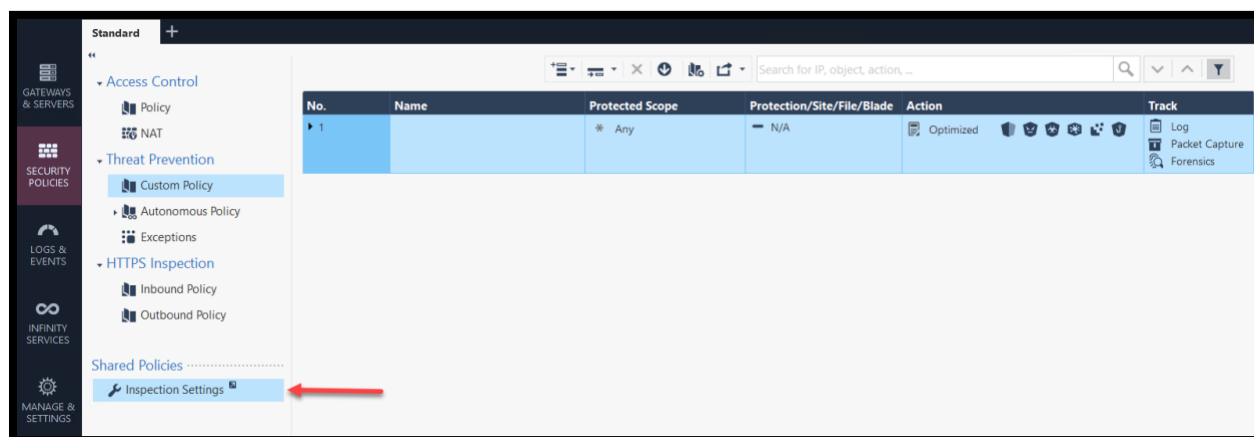 Standard +
GATEWAYS
& SERVERS
SECURITY
POLICIES
LOGS &
EVENTS
INFINITY
SERVICES
MANAGE &
SETTINGS
Access Control
Policy
NAT
Threat Prevention
Custom Policy
Autonomous Policy
Exceptions
HTTPS Inspection
Inbound Policy
Outbound Policy
Shared Policies
Inspection Settings
Search for IP, object, action, ...
No. Name Protected Scope Protection/Site/File/Blade Action Track
1 Any N/A Optimized Log
Packet Capture
Forensics